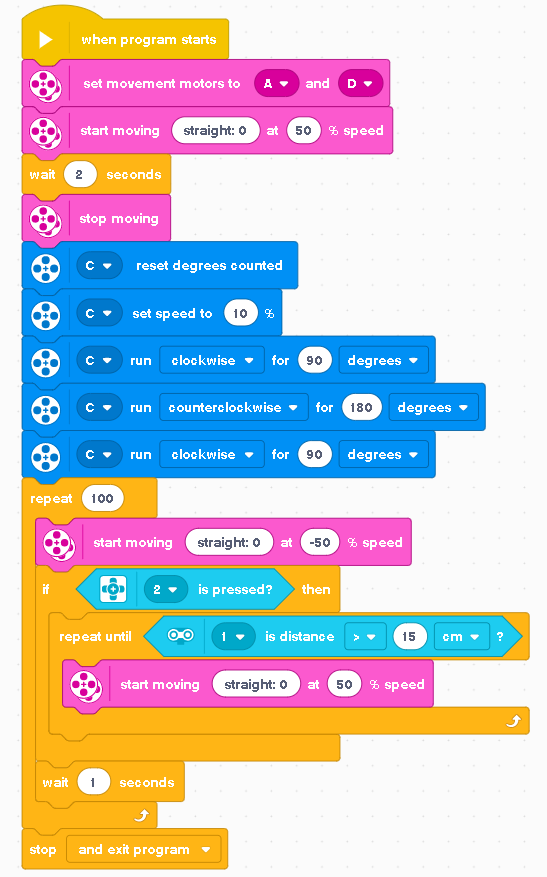 when program starts
set movement motors to A and D
start moving straight: 0 at 50 % speed
wait 2 seconds
stop moving
C reset degrees counted
C set speed to 10 %
C run clockwise for 90 degrees
C run counterclockwise for 180 degrees
C run clockwise for 90 degrees
repeat 100
start moving straight: 0 at -50 % speed
if 2 is pressed? then
repeat until 1 is distance > 15 cm ?
start moving straight: 0 at 50 % speed
wait 1 seconds
stop and exit program